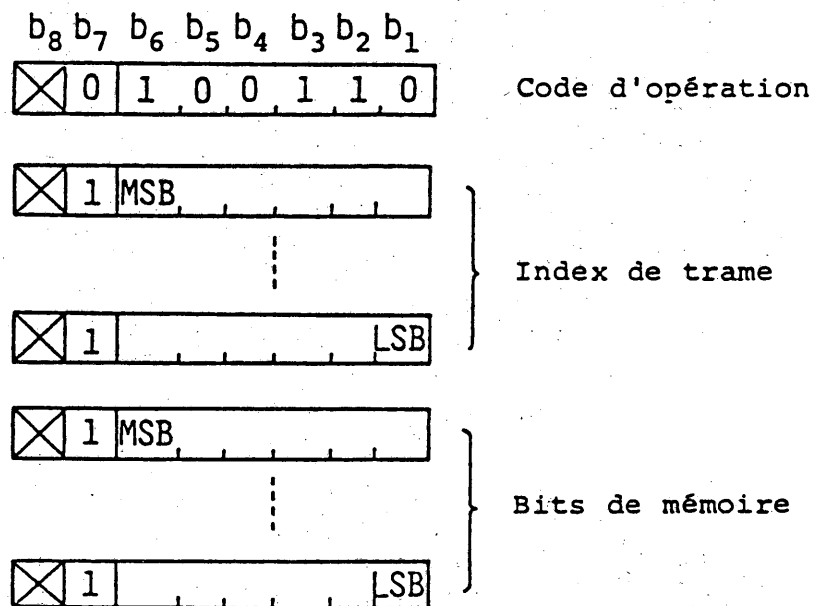 b₈ b₇ b₆ b₅ b₄ b₃ b₂ b₁
0 1 0 0 1 1 0 Code d'opération
1 MSB
Index de trame
1 LSB
1 MSB
Bits de mémoire
1 LSB